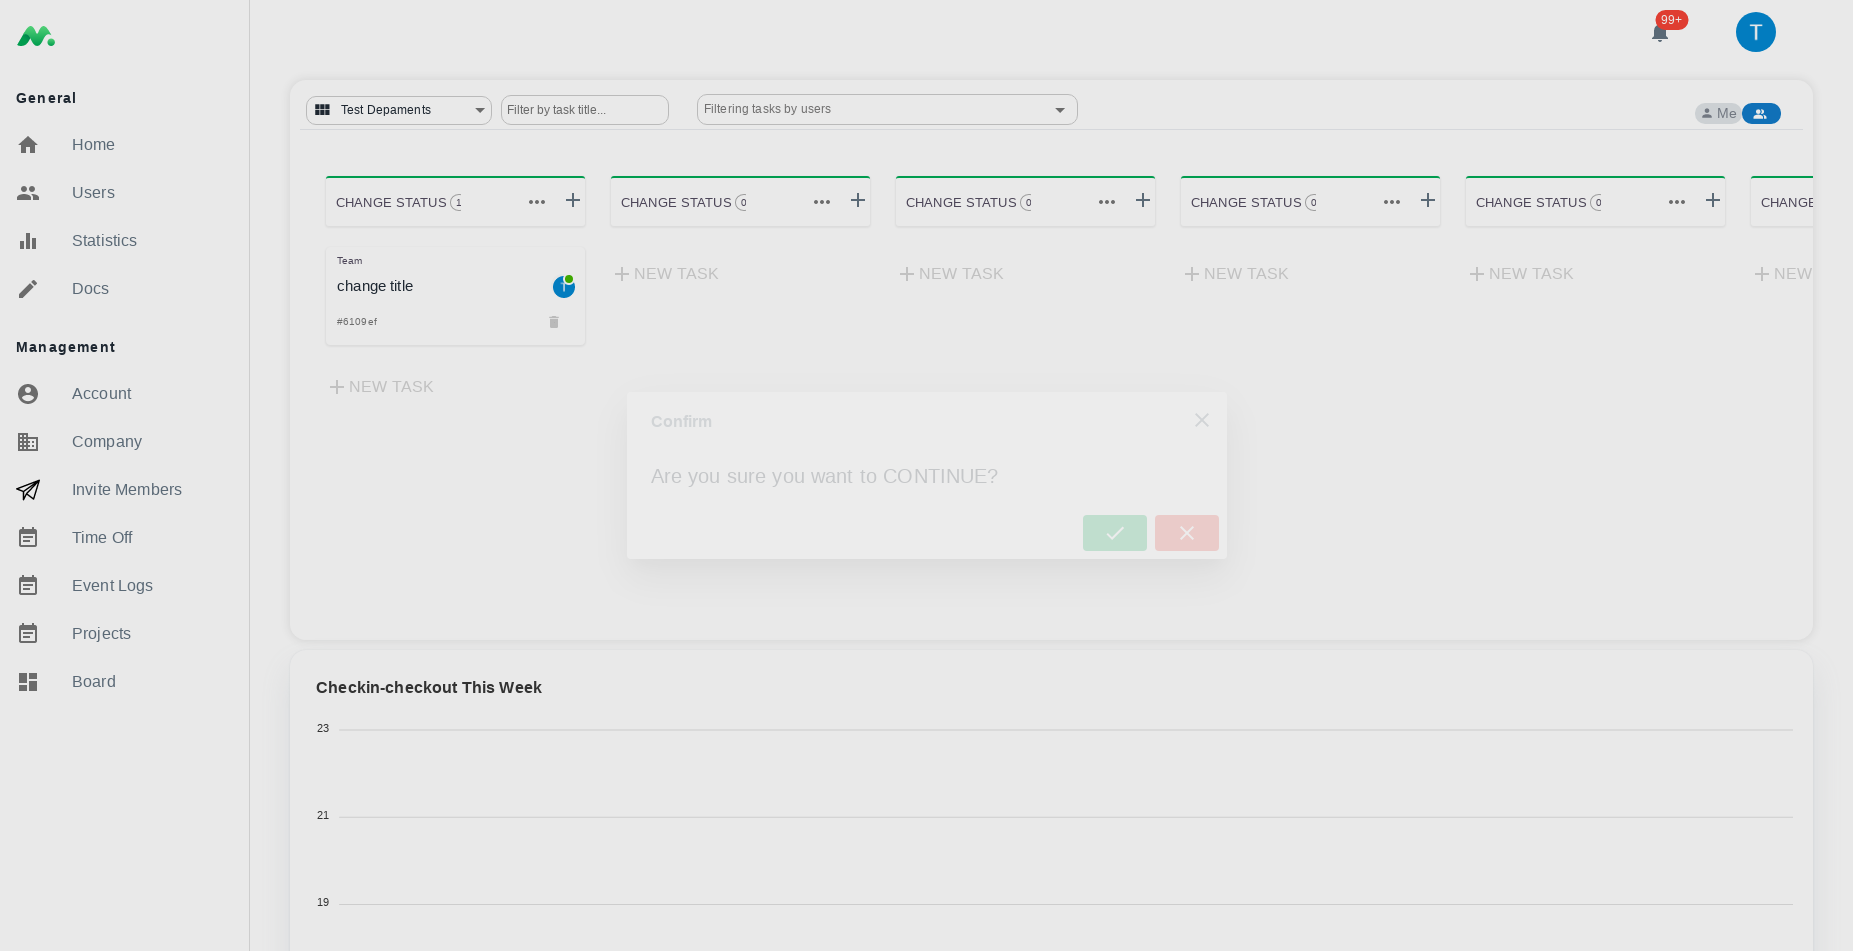 99+
T
General
Home
Users
Statistics
Docs
Management
Account
Company
Invite Members
Time Off
Event Logs
Projects
Board
Test Depaments
Filter by task title...
Filtering tasks by users
Me
CHANGE STATUS 1
CHANGE STATUS 0
CHANGE STATUS 0
CHANGE STATUS 0
CHANGE STATUS 0
CHANGE
Team
change title
T
#6109ef
NEW TASK
NEW TASK
NEW TASK
NEW TASK
NEW TASK
NEW
Confirm
Are you sure you want to CONTINUE?
Checkin-checkout This Week
23
21
19